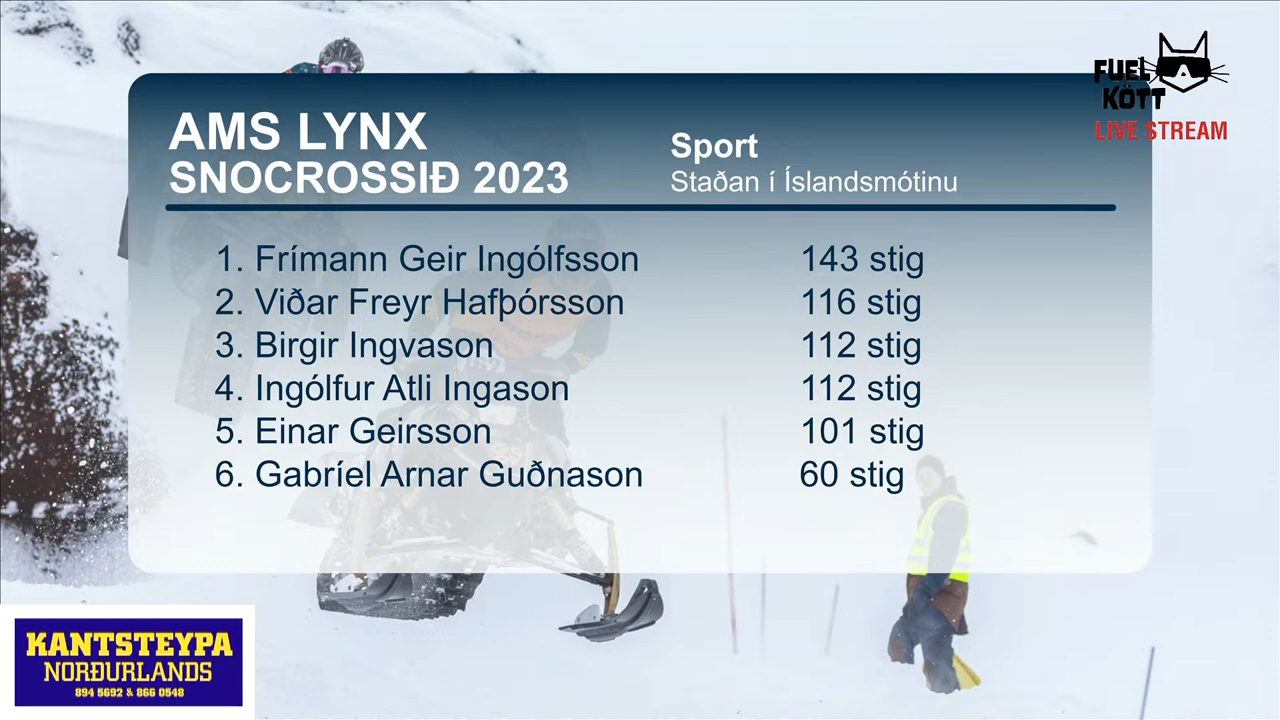 FUEL
KÖTT
LIVE STREAM
AMS LYNX
SNOCROSSIÐ 2023
Sport
Staðan í Íslandsmótinu
1. Frímann Geir Ingólfsson 143 stig
2. Viðar Freyr Hafþórsson 116 stig
3. Birgir Ingvason 112 stig
4. Ingólfur Atli Ingason 112 stig
5. Einar Geirsson 101 stig
6. Gabríel Arnar Guðnason 60 stig
KANTSTEYPA
NORÐURLANDS
894 5692 & 866 0548